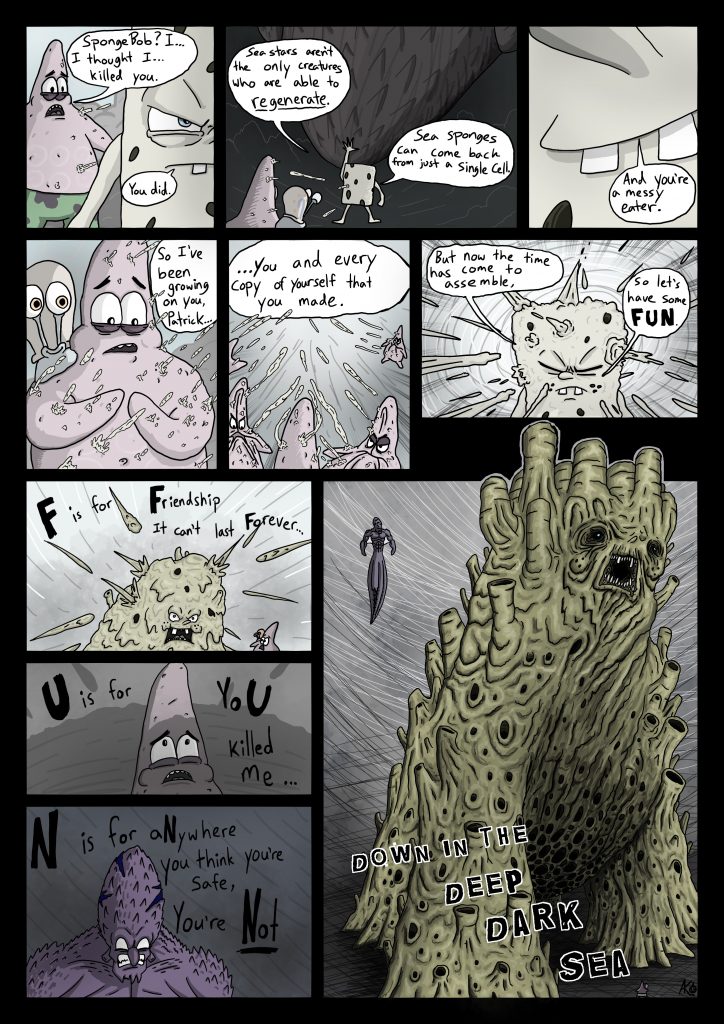 SpongeBob? I...
I thought I...
killed you.
You did.
Sea stars aren't
the only creatures
who are able to
regenerate.
Sea sponges
can come back
from just a single cell.
And you're
a messy
eater.
So I've
been
growing
on you,
Patrick...
...You and every
copy of yourself that
you made.
But now the time
has come to
assemble,
So let's
have some
FUN.
F is for Friendship
It can't last Forever...
U is for YoU
killed
me...
N is for aNywhere
you think you're
Safe,
You're Not
DOWN IN THE
DEEP
DARK
SEA